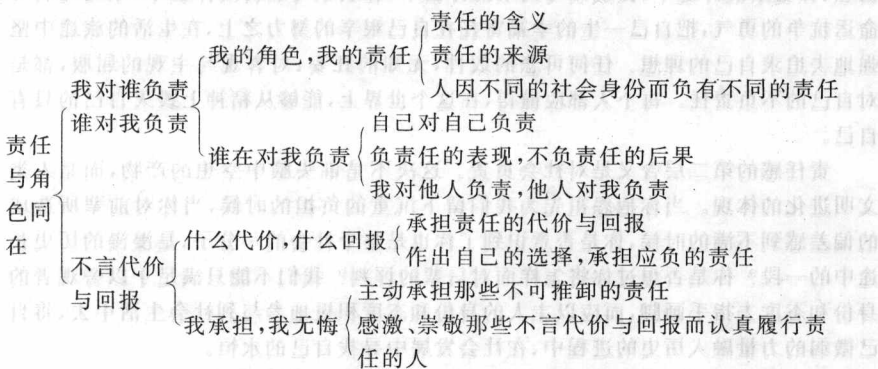 责任与角色同在
我对谁负责
谁对我负责
我的角色,我的责任
责任的含义
责任的来源
人因不同的社会身份而负有不同的责任
谁在对我负责
自己对自己负责
负责任的表现,不负责任的后果
我对他人负责,他人对我负责
不言代价
与回报
什么代价,什么回报
承担责任的代价与回报
作出自己的选择,承担应负的责任
我承担,我无悔
主动承担那些不可推卸的责任
感激、崇敬那些不言代价与回报而认真履行责
任的人